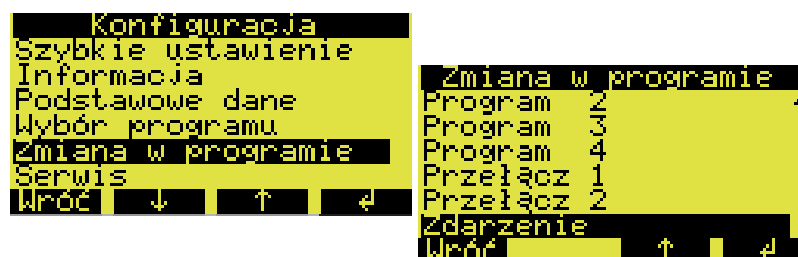 Konfiguracja
Szybkie ustawienie
Informacja
Podstawowe dane
Wybór programu
Zmiana w programie
Serwis
Wróć ↓ ↑ ↲
Zmiana w programie
Program 2
Program 3
Program 4
Przełącz 1
Przełącz 2
Zdarzenie
Wróć ↑ ↲